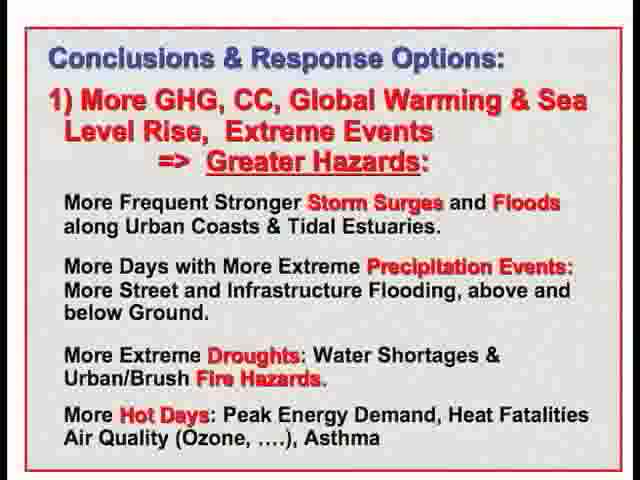 Conclusions & Response Options:
1) More GHG, CC, Global Warming & Sea
Level Rise, Extreme Events
=> Greater Hazards:
More Frequent Stronger Storm Surges and Floods
along Urban Coasts & Tidal Estuaries.
More Days with More Extreme Precipitation Events:
More Street and Infrastructure Flooding, above and
below Ground.
More Extreme Droughts: Water Shortages &
Urban/Brush Fire Hazards.
More Hot Days: Peak Energy Demand, Heat Fatalities
Air Quality (Ozone, ....), Asthma